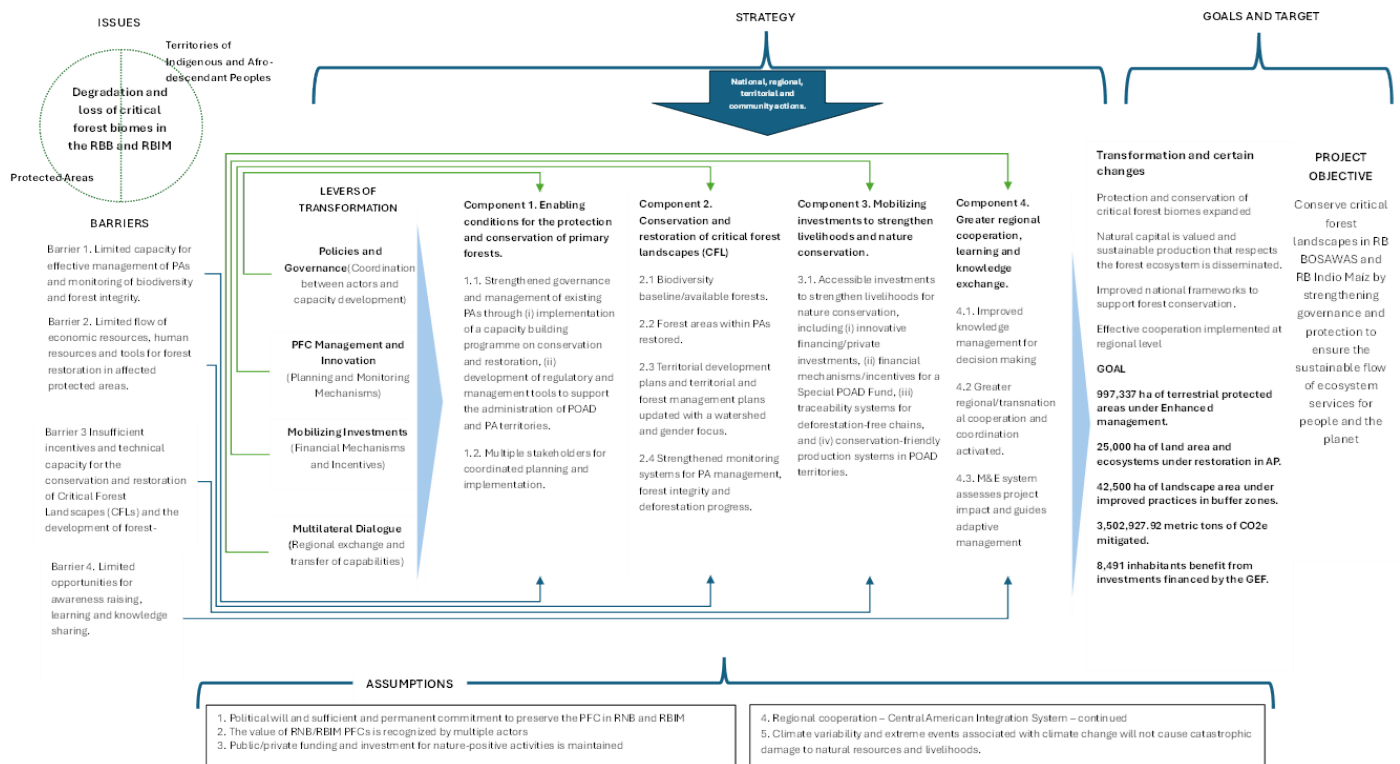 ISSUES
Territories of
Indigenous and Afro-
descendant Peoples
Degradation and
loss of critical
forest biomes in
the RBB and RBIM
Protected Areas
BARRIERS
Barrier 1. Limited capacity for
effective management of PAs
and monitoring of biodiversity
and forest integrity.
Barrier 2. Limited flow of
economic resources, human
resources and tools for forest
restoration in affected
protected areas.
Barrier 3 Insufficient
incentives and technical
capacity for the
conservation and restoration
of Critical Forest
Landscapes (CFLs) and the
development of forest-
Barrier 4. Limited
opportunities for
awareness raising,
learning and knowledge
sharing.
STRATEGY
National, regional,
territorial and
community actions.
LEVERS OF
TRANSFORMATION
Policies and
Governance(Coordination
between actors and
capacity development)
PFC Management and
Innovation
(Planning and Monitoring
Mechanisms)
Mobilizing Investments
(Financial Mechanisms
and Incentives)
Multilateral Dialogue
(Regional exchange and
transfer of capabilities)
Component 1. Enabling
conditions for the protection
and conservation of primary
forests.
1.1. Strengthened governance
and management of existing
PAs through (i) implementation
of a capacity building
programme on conservation
and restoration, (ii)
development of regulatory and
management tools to support
the administration of POAD
and PA territories.
1.2. Multiple stakeholders for
coordinated planning and
implementation.
Component 2.
Conservation and
restoration of critical forest
landscapes (CFL)
2.1 Biodiversity
baseline/available forests.
2.2 Forest areas within PAs
restored.
2.3 Territorial development
plans and territorial and
forest management plans
updated with a watershed
and gender focus.
2.4 Strengthened monitoring
systems for PA management,
forest integrity and
deforestation progress.
Component 3. Mobilizing
investments to strengthen
livelihoods and nature
conservation.
3.1. Accessible investments
to strengthen livelihoods for
nature conservation,
including (i) innovative
financing/private
investments, (ii) financial
mechanisms/incentives for a
Special POAD Fund, (iii)
traceability systems for
deforestation-free chains,
and (iv) conservation-friendly
production systems in POAD
territories.
Component 4.
Greater regional
cooperation,
learning and
knowledge
exchange.
4.1. Improved
knowledge
management for
decision making
4.2 Greater
regional/transnation
al cooperation and
coordination
activated.
4.3. M&E system
assesses project
impact and guides
adaptive
management
GOALS AND TARGET
Transformation and certain
changes
Protection and conservation of
critical forest biomes expanded
Natural capital is valued and
sustainable production that respects
the forest ecosystem is disseminated.
Improved national frameworks to
support forest conservation.
Effective cooperation implemented at
regional level
GOAL
997,337 ha of terrestrial protected
areas under Enhanced
management.
25,000 ha of land area and
ecosystems under restoration in AP.
42,500 ha of landscape area under
improved practices in buffer zones.
3,502,927.92 metric tons of CO2e
mitigated.
8,491 inhabitants benefit from
investments financed by the GEF.
PROJECT
OBJECTIVE
Conserve critical
forest
landscapes in RB
BOSAWAS and
RB Indio Maíz by
strengthening
governance and
protection to
ensure the
sustainable flow
of ecosystem
services for
people and the
planet
ASSUMPTIONS
1. Political will and sufficient and permanent commitment to preserve the PFC in RNB and RBIM
2. The value of RNB/RBIM PFCs is recognized by multiple actors
3. Public/private funding and investment for nature-positive activities is maintained
4. Regional cooperation – Central American Integration System – continued
5. Climate variability and extreme events associated with climate change will not cause catastrophic
damage to natural resources and livelihoods.